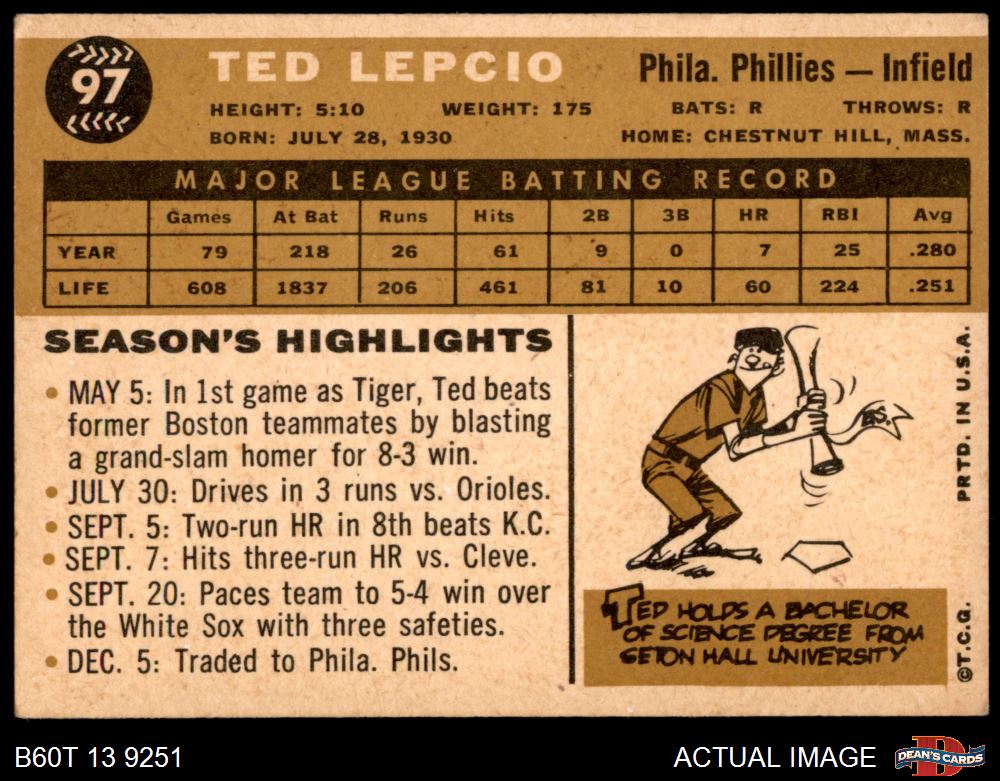 97
TED LEPCIO
Phila. Phillies — Infield
HEIGHT: 5:10 WEIGHT: 175 BATS: R THROWS: R
BORN: JULY 28, 1930 HOME: CHESTNUT HILL, MASS.
MAJOR LEAGUE BATTING RECORD
Games At Bat Runs Hits 2B 3B HR RBI Avg
YEAR 79 218 26 61 9 0 7 25 .280
LIFE 608 1837 206 461 81 10 60 224 .251
SEASON'S HIGHLIGHTS
• MAY 5: In 1st game as Tiger, Ted beats
former Boston teammates by blasting
a grand-slam homer for 8-3 win.
• JULY 30: Drives in 3 runs vs. Orioles.
• SEPT. 5: Two-run HR in 8th beats K.C.
• SEPT. 7: Hits three-run HR vs. Cleve.
• SEPT. 20: Paces team to 5-4 win over
the White Sox with three safeties.
• DEC. 5: Traded to Phila. Phils.
B.S.
TED HOLDS A BACHELOR
OF SCIENCE DEGREE FROM
SETON HALL UNIVERSITY
©T.C.G. PRTD. IN U.S.A.
B60T 13 9251
ACTUAL IMAGE
D
DEAN'S CARDS